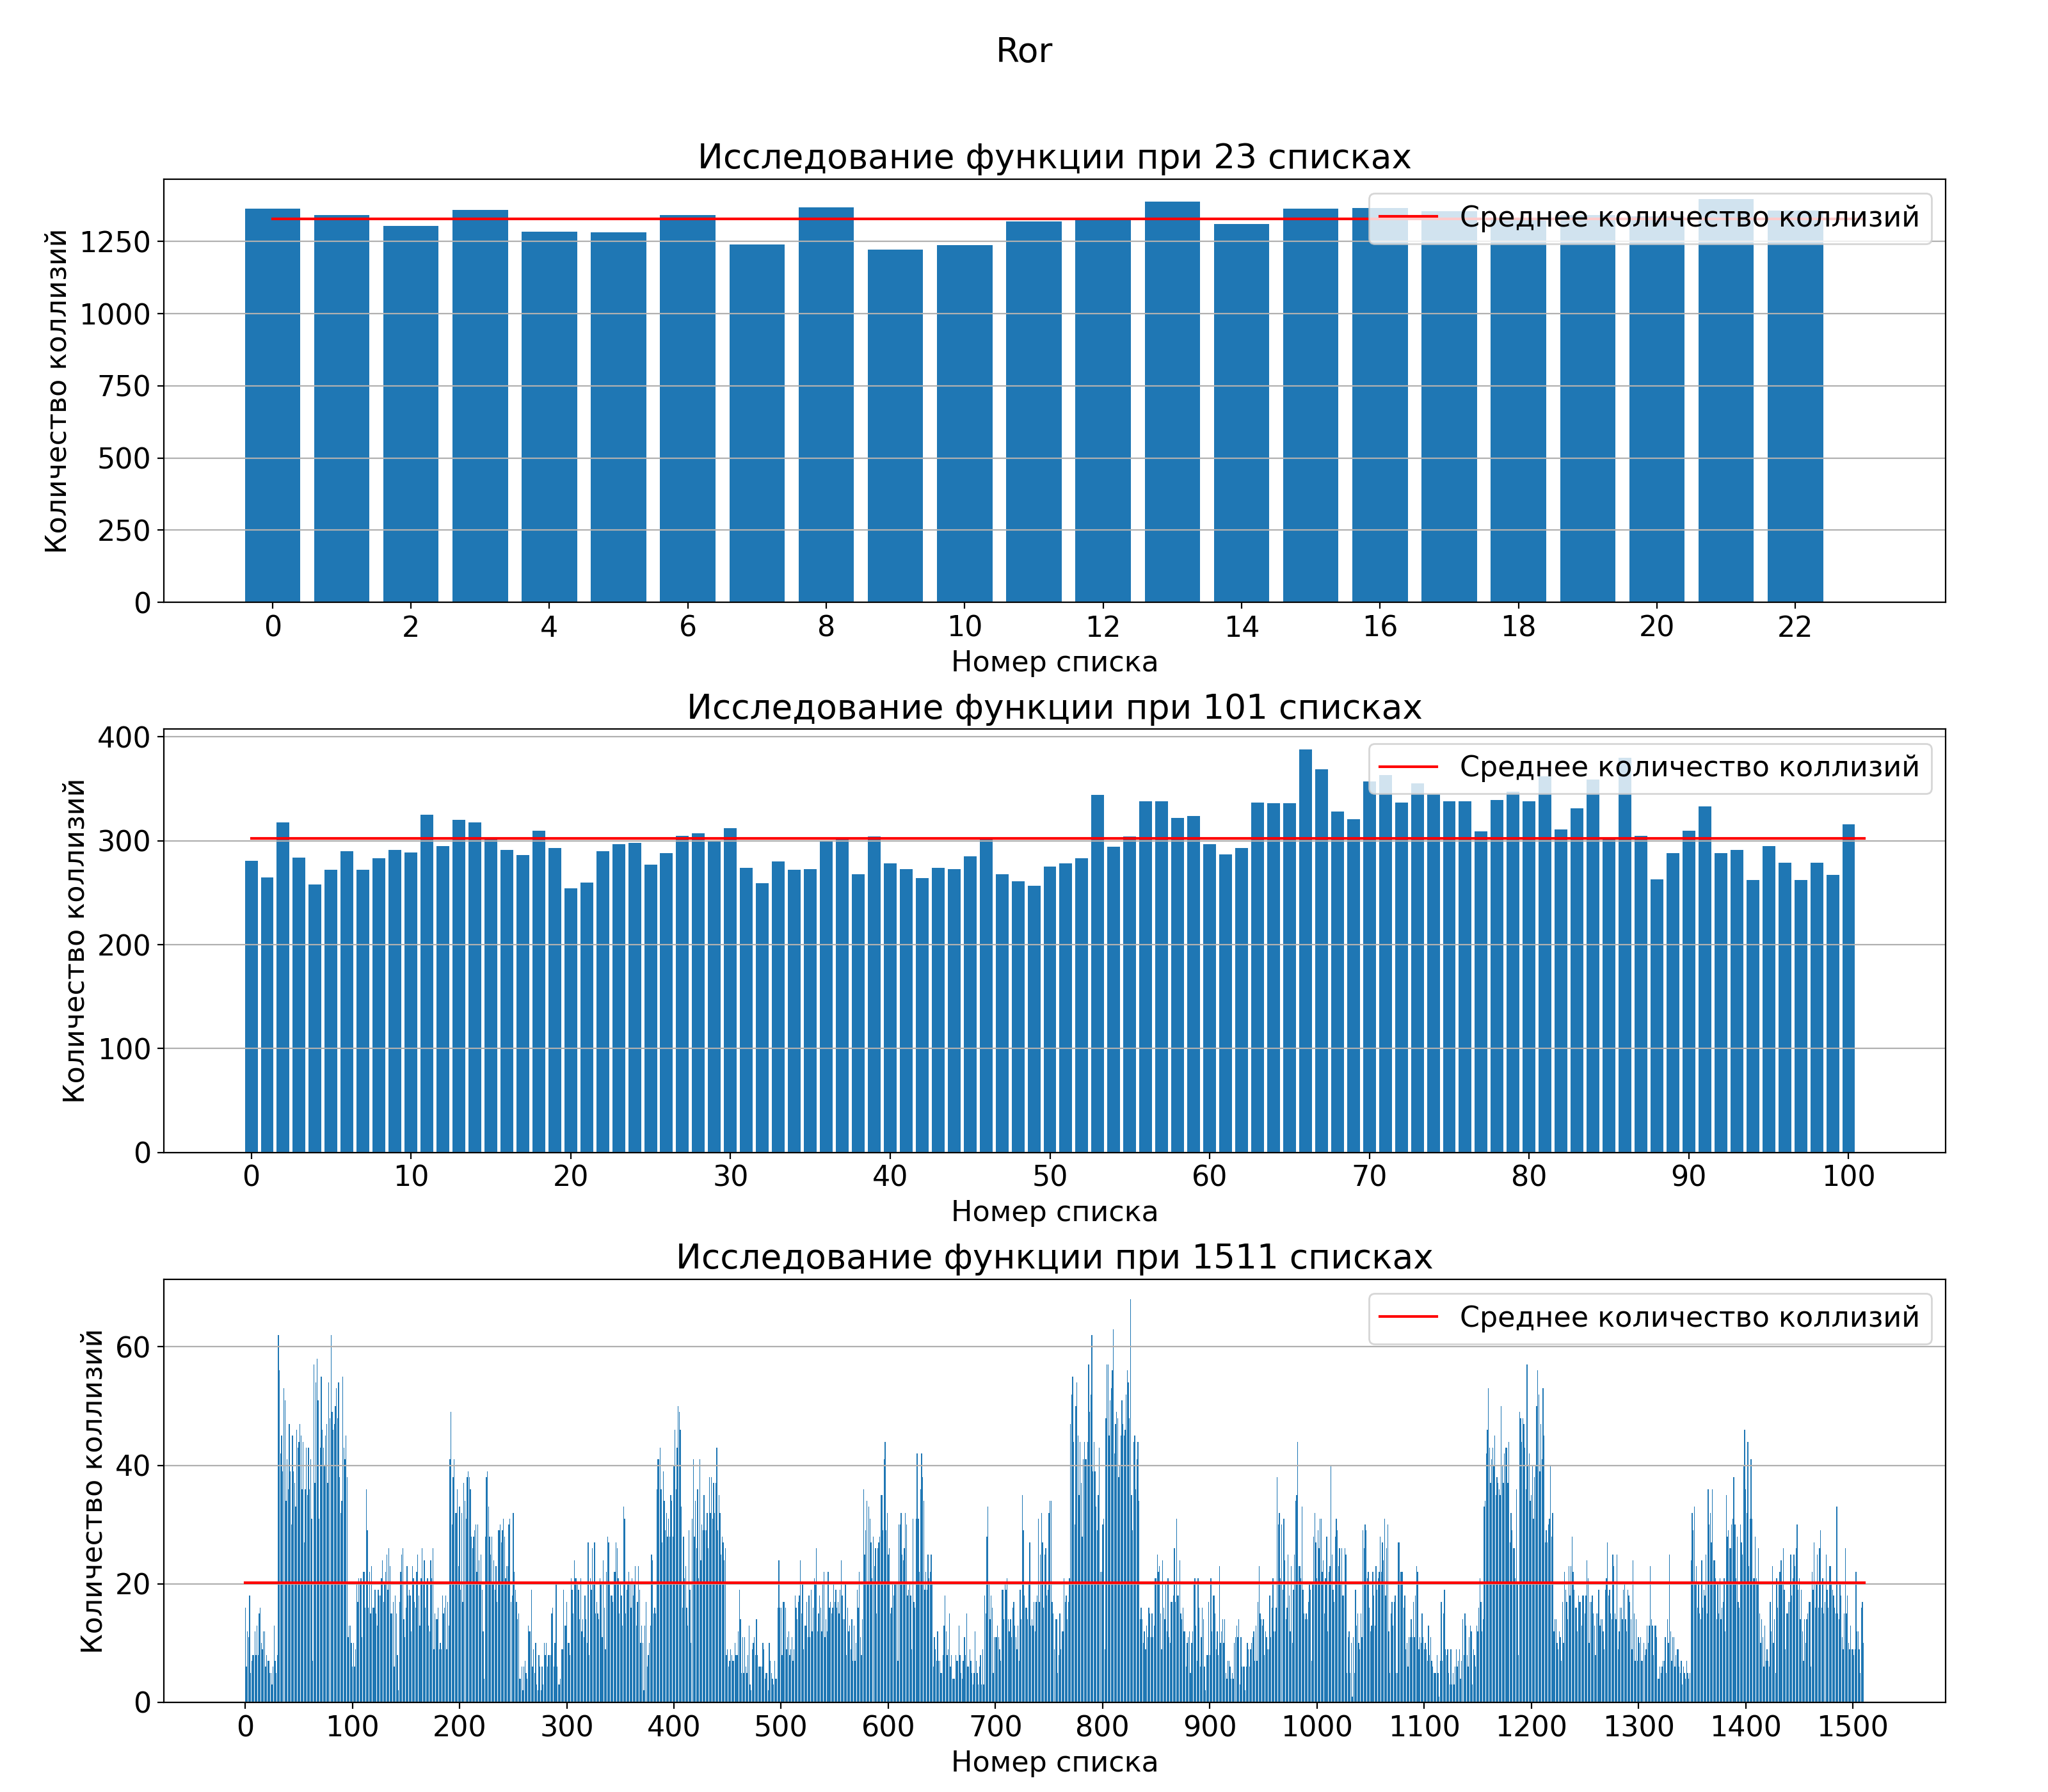 Ror
Исследование функции при 23 списках
Количество коллизий
1250
1000
750
500
250
0
Среднее количество коллизий
0 2 4 6 8 10 12 14 16 18 20 22
Номер списка
Исследование функции при 101 списках
Количество коллизий
400
300
200
100
0
Среднее количество коллизий
0 10 20 30 40 50 60 70 80 90 100
Номер списка
Исследование функции при 1511 списках
Количество коллизий
60
40
20
0
Среднее количество коллизий
0 100 200 300 400 500 600 700 800 900 1000 1100 1200 1300 1400 1500
Номер списка